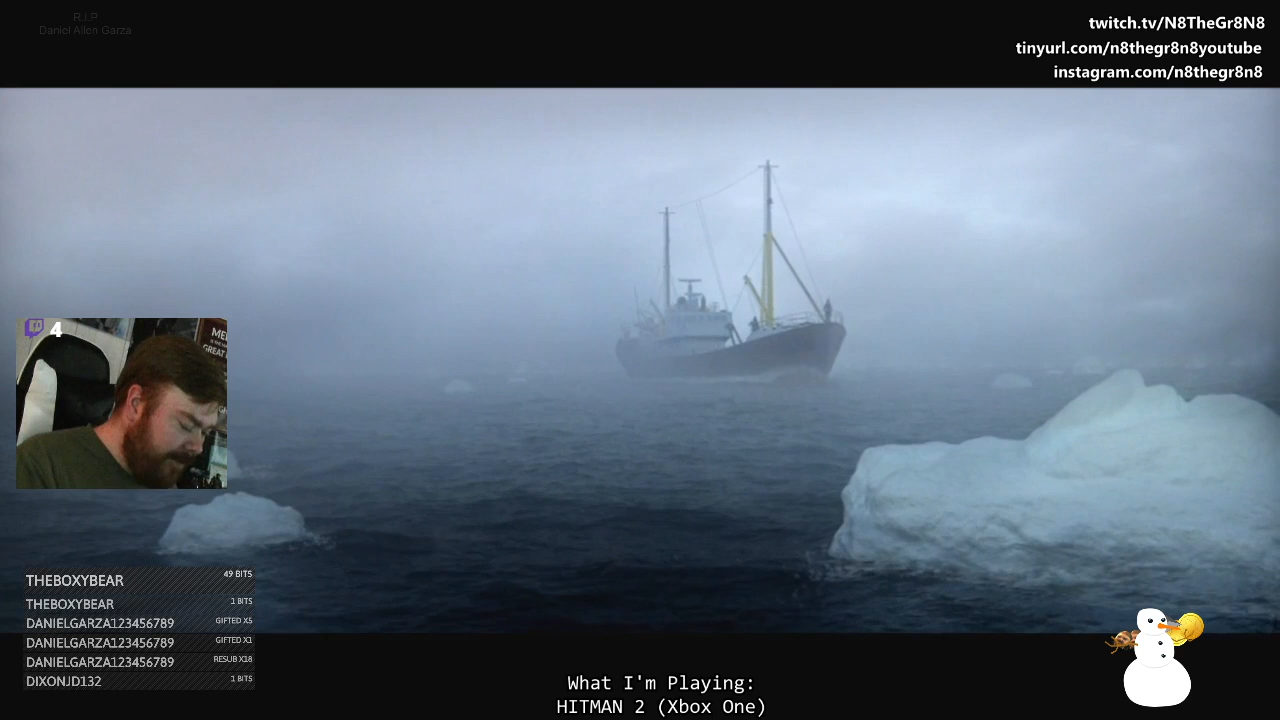 R.I.P
Daniel Allen Garza
twitch.tv/N8TheGr8N8
tinyurl.com/n8thegr8n8youtube
instagram.com/n8thegr8n8
4
GREAT
THEBOXYBEAR 49 BITS
THEBOXYBEAR 1 BITS
DANIELGARZA123456789 GIFTED X5
DANIELGARZA123456789 GIFTED X1
DANIELGARZA123456789 RESUB X18
DIXONJD132 1 BITS
What I'm Playing:
HITMAN 2 (Xbox One)